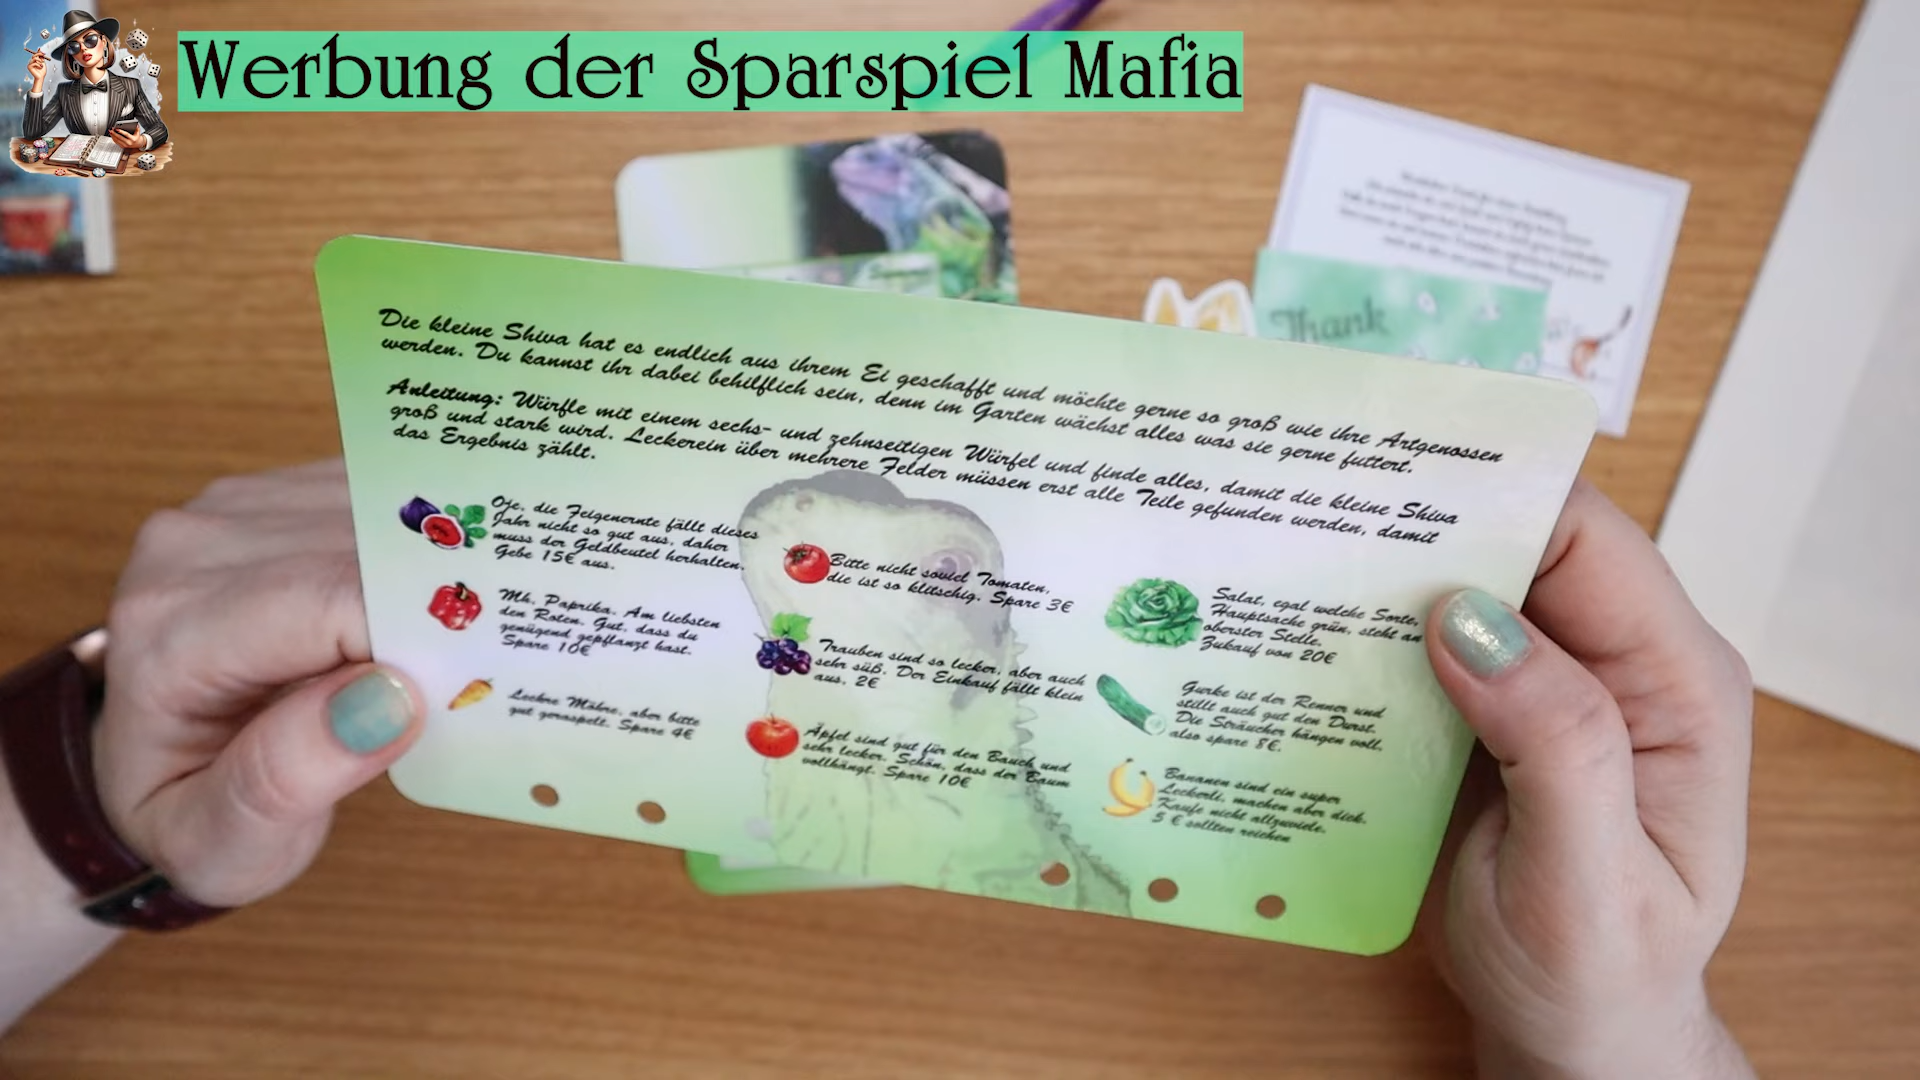 Werbung der Sparspiel Mafia
Thank
Die kleine Shiva hat es endlich aus ihrem Ei geschafft und möchte gerne so groß wie ihre Artgenossen
werden. Du kannst ihr dabei behilflich sein, denn im Garten wächst alles was sie gerne futtert.
Anleitung: Würfle mit einem sechs- und zehnseitigen Würfel und finde alles, damit die kleine Shiva
groß und stark wird. Leckerein über mehrere Felder müssen erst alle Teile gefunden werden, damit
das Ergebnis zählt.
Oje, die Feigenernte fällt dieses
Jahr nicht so gut aus, daher
muss der Geldbeutel herhalten.
Gebe 15€ aus.
Mh, Paprika. Am liebsten
den Roten. Gut, dass du
genügend gepflanzt hast.
Spare 10€
Leckre Möhre, aber bitte
gut geraspelt. Spare 4€
Bitte nicht soviel Tomaten,
die ist so klitschig. Spare 3€
Trauben sind so lecker, aber auch
sehr süß. Der Einkauf fällt klein
aus. 2€
Äpfel sind gut für den Bauch und
sehr lecker. Schön, dass der Baum
vollhängt. Spare 10€
Salat, egal welche Sorte,
Hauptsache grün, steht an
oberster Stelle.
Zukauf von 20€
Gurke ist der Renner und
stillt auch gut den Durst.
Die Sträucher hängen voll,
also spare 8€.
Bananen sind ein super
Leckerli, machen aber dick.
Kaufe nicht allzuviele.
5 € sollten reichen